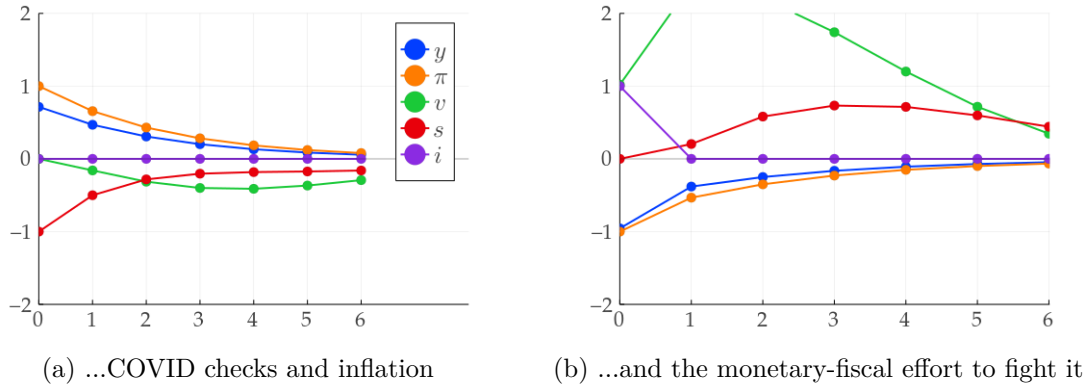 2
1
0
−1
−2
0 1 2 3 4 5 6
y
π
v
s
i
(a) ...COVID checks and inflation
2
1
0
−1
−2
0 1 2 3 4 5 6
(b) ...and the monetary-fiscal effort to fight it